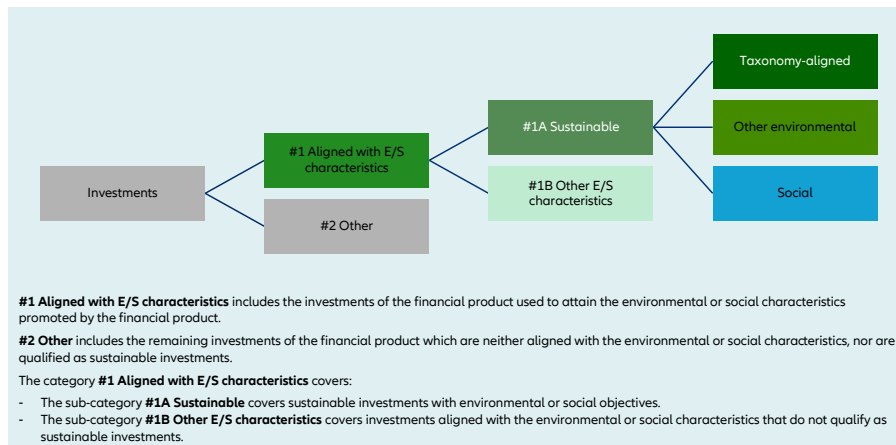 Taxonomy-aligned
#1A Sustainable
Other environmental
#1 Aligned with E/S
characteristics
Investments
#1B Other E/S
characteristics
Social
#2 Other
#1 Aligned with E/S characteristics includes the investments of the financial product used to attain the environmental or social characteristics
promoted by the financial product.
#2 Other includes the remaining investments of the financial product which are neither aligned with the environmental or social characteristics, nor are
qualified as sustainable investments.
The category #1 Aligned with E/S characteristics covers:
- The sub-category #1A Sustainable covers sustainable investments with environmental or social objectives.
- The sub-category #1B Other E/S characteristics covers investments aligned with the environmental or social characteristics that do not qualify as
sustainable investments.